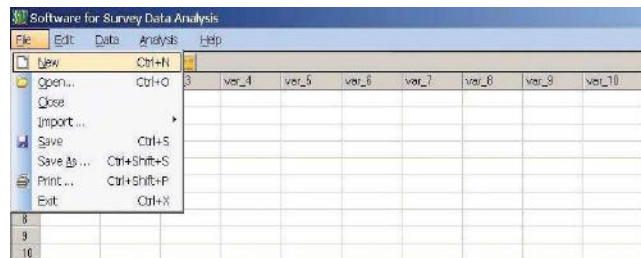 Software for Survey Data Analysis
File Edit Data Analysis Help
New Ctrl+N
3 var_4 var_5 var_6 var_7 var_8 var_9 var_10
Open... Ctrl+O
Close
Import ...
Save Ctrl+S
Save As ... Ctrl+Shift+S
Print ... Ctrl+Shift+P
Exit Ctrl+X
8
9
10